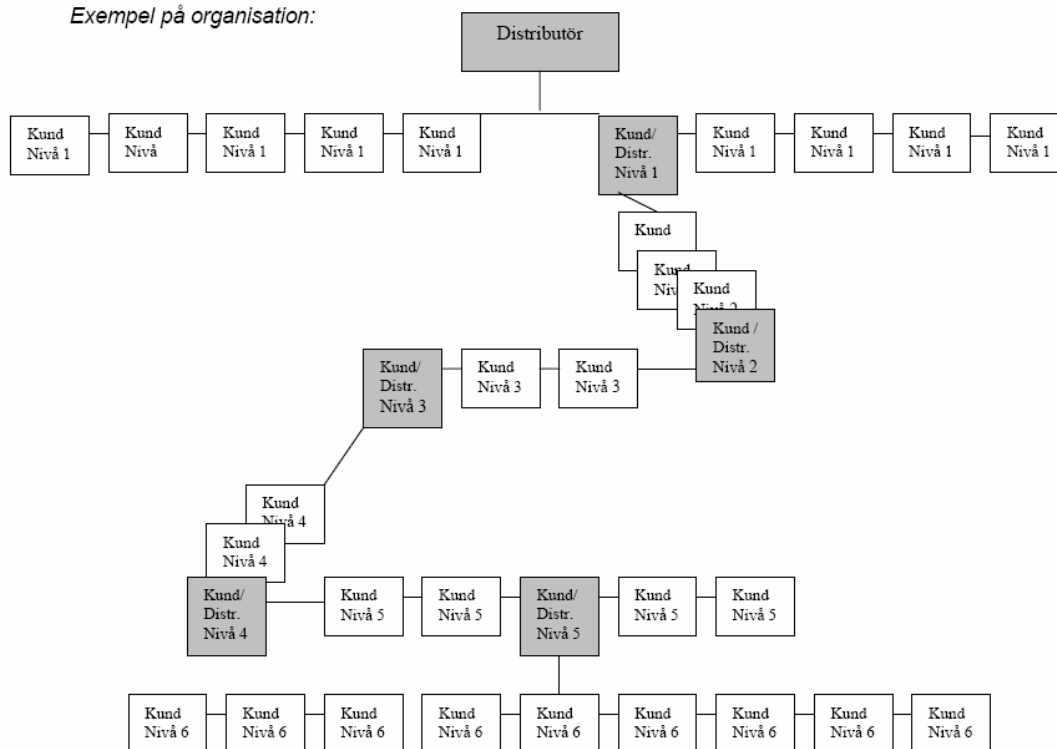 Exempel på organisation:
Distributör
Kund
Nivå 1
Kund
Nivå
Kund
Nivå 1
Kund
Nivå 1
Kund
Nivå 1
Kund/
Distr.
Nivå 1
Kund
Nivå 1
Kund
Nivå 1
Kund
Nivå 1
Kund
Nivå 1
Kund
Kund
Kund
Nivå 2
Kund /
Distr.
Nivå 2
Kund/
Distr.
Nivå 3
Kund
Nivå 3
Kund
Nivå 3
Kund
Nivå 4
Kund
Nivå 4
Kund/
Distr.
Nivå 4
Kund
Nivå 5
Kund
Nivå 5
Kund/
Distr.
Nivå 5
Kund
Nivå 5
Kund
Nivå 5
Kund
Nivå 6
Kund
Nivå 6
Kund
Nivå 6
Kund
Nivå 6
Kund
Nivå 6
Kund
Nivå 6
Kund
Nivå 6
Kund
Nivå 6
Kund
Nivå 6